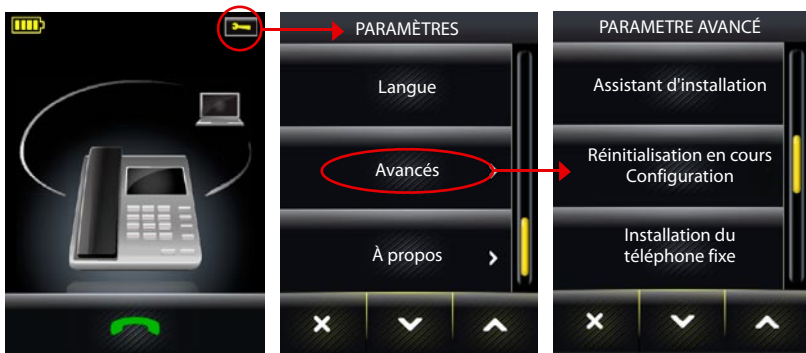 PARAMÈTRES
Langue
Avancés
À propos
PARAMETRE AVANCÉ
Assistant d'installation
Réinitialisation en cours
Configuration
Installation du
téléphone fixe